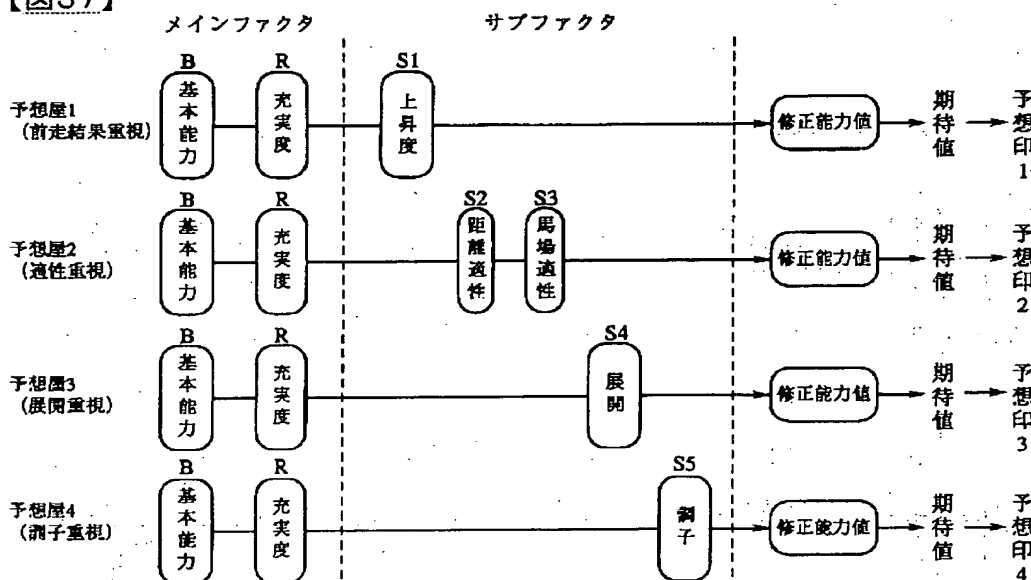 【図37】
メインファクタ
サブファクタ
B
R
S1
予想屋1
(前走結果重視)
基本能力
充実度
上昇度
修正能力値
期待値
予想印1
B
R
S2
S3
予想屋2
(適性重視)
基本能力
充実度
距離適性
馬場適性
修正能力値
期待値
予想印2
B
R
S4
予想屋3
(展開重視)
基本能力
充実度
展開
修正能力値
期待値
予想印3
B
R
S5
予想屋4
(調子重視)
基本能力
充実度
調子
修正能力値
期待値
予想印4